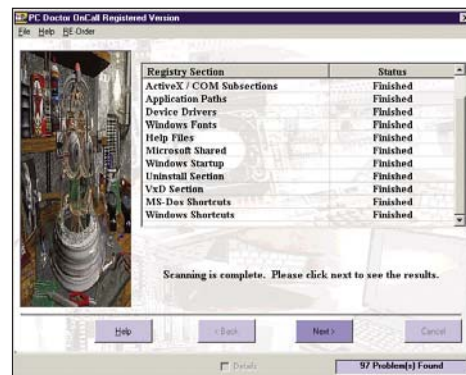 PC Doctor OnCall Registered Version
File Help RE-Order
Registry Section Status
ActiveX / COM Subsections Finished
Application Paths Finished
Device Drivers Finished
Windows Fonts Finished
Help Files Finished
Microsoft Shared Finished
Windows Startup Finished
Uninstall Section Finished
VxD Section Finished
MS-Dos Shortcuts Finished
Windows Shortcuts Finished
Scanning is complete. Please click next to see the results.
Help < Back Next > Cancel
Details 97 Problem(s) Found